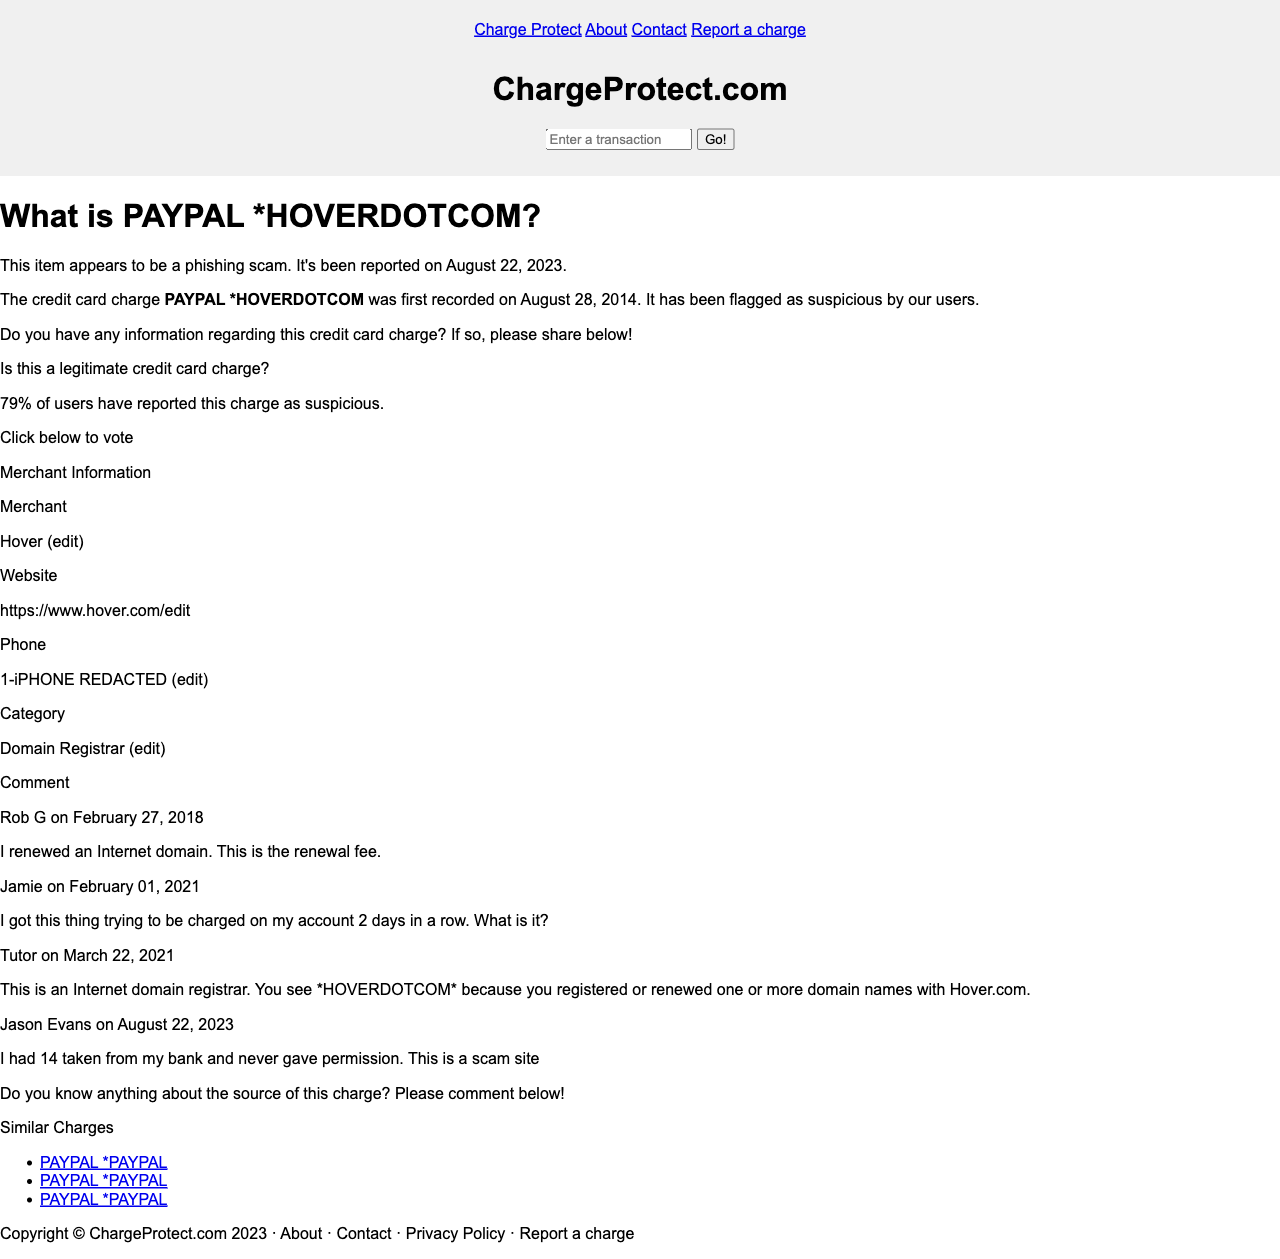 Charge Protect About Contact Report a charge
ChargeProtect.com
Enter a transaction Go!
What is PAYPAL *HOVERDOTCOM?
This item appears to be a phishing scam. It's been reported on August 22, 2023.
The credit card charge PAYPAL *HOVERDOTCOM was first recorded on August 28, 2014. It has been flagged as suspicious by our users.
Do you have any information regarding this credit card charge? If so, please share below!
Is this a legitimate credit card charge?
79% of users have reported this charge as suspicious.
Click below to vote
Merchant Information
Merchant
Hover (edit)
Website
https://www.hover.com/edit
Phone
1-iPHONE REDACTED (edit)
Category
Domain Registrar (edit)
Comment
Rob G on February 27, 2018
I renewed an Internet domain. This is the renewal fee.
Jamie on February 01, 2021
I got this thing trying to be charged on my account 2 days in a row. What is it?
Tutor on March 22, 2021
This is an Internet domain registrar. You see *HOVERDOTCOM* because you registered or renewed one or more domain names with Hover.com.
Jason Evans on August 22, 2023
I had 14 taken from my bank and never gave permission. This is a scam site
Do you know anything about the source of this charge? Please comment below!
Similar Charges
• PAYPAL *PAYPAL
• PAYPAL *PAYPAL
• PAYPAL *PAYPAL
Copyright © ChargeProtect.com 2023 · About · Contact · Privacy Policy · Report a charge